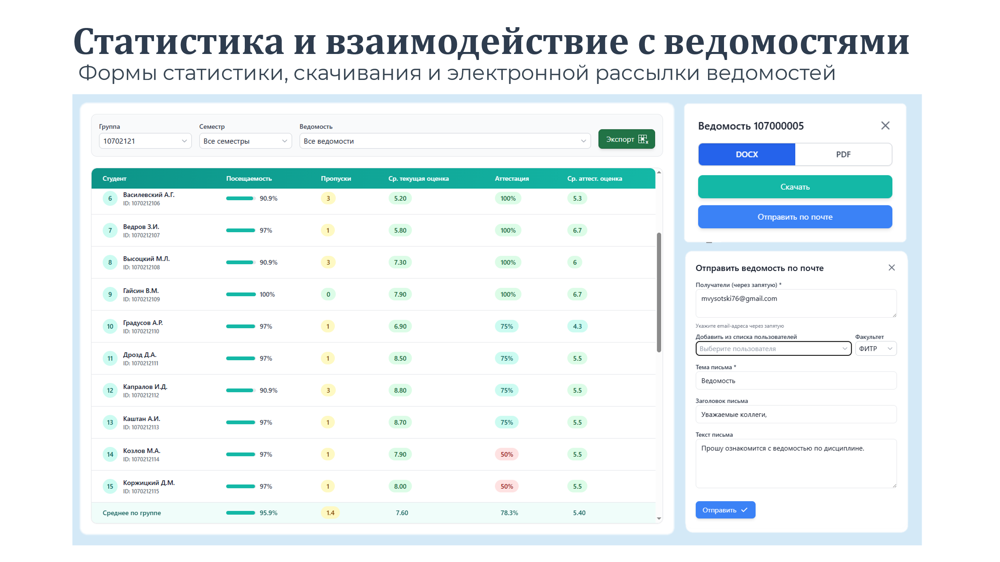 Статистика и взаимодействие с ведомостями
Формы статистики, скачивания и электронной рассылки ведомостей
Группа Семестр Ведомость
10702121 Все семестры Все ведомости Экспорт
Студент Посещаемость Пропуски Ср. текущая оценка Аттестация Ср. аттест. оценка
6 Василевский А.Г. 90.9% 3 5.20 100% 5.3
ID: 1070212106
7 Ведров З.И. 97% 1 5.80 100% 6.7
ID: 1070212107
8 Высоцкий М.Л. 90.9% 3 7.30 100% 6
ID: 1070212108
9 Гайсин В.М. 100% 0 7.90 100% 6.7
ID: 1070212109
10 Градусов А.Р. 97% 1 6.90 75% 4.3
ID: 1070212110
11 Дрозд Д.А. 97% 1 8.50 75% 5.5
ID: 1070212111
12 Капралов И.Д. 90.9% 3 8.80 75% 5.5
ID: 1070212112
13 Каштан А.И. 97% 1 8.70 75% 5.5
ID: 1070212113
14 Козлов М.А. 97% 1 7.90 50% 5.5
ID: 1070212114
15 Коржицкий Д.М. 97% 1 8.00 50% 5.5
ID: 1070212115
Среднее по группе 95.9% 1.4 7.60 78.3% 5.40
Ведомость 107000005
DOCX PDF
Скачать
Отправить по почте
Отправить ведомость по почте
Получатели (через запятую) *
mvysotski76@gmail.com
Укажите email-адреса через запятую
Добавить из списка пользователей Факультет
Выберите пользователя ФИТР
Тема письма *
Ведомость
Заголовок письма
Уважаемые коллеги,
Текст письма
Прошу ознакомится с ведомостью по дисциплине.
Отправить